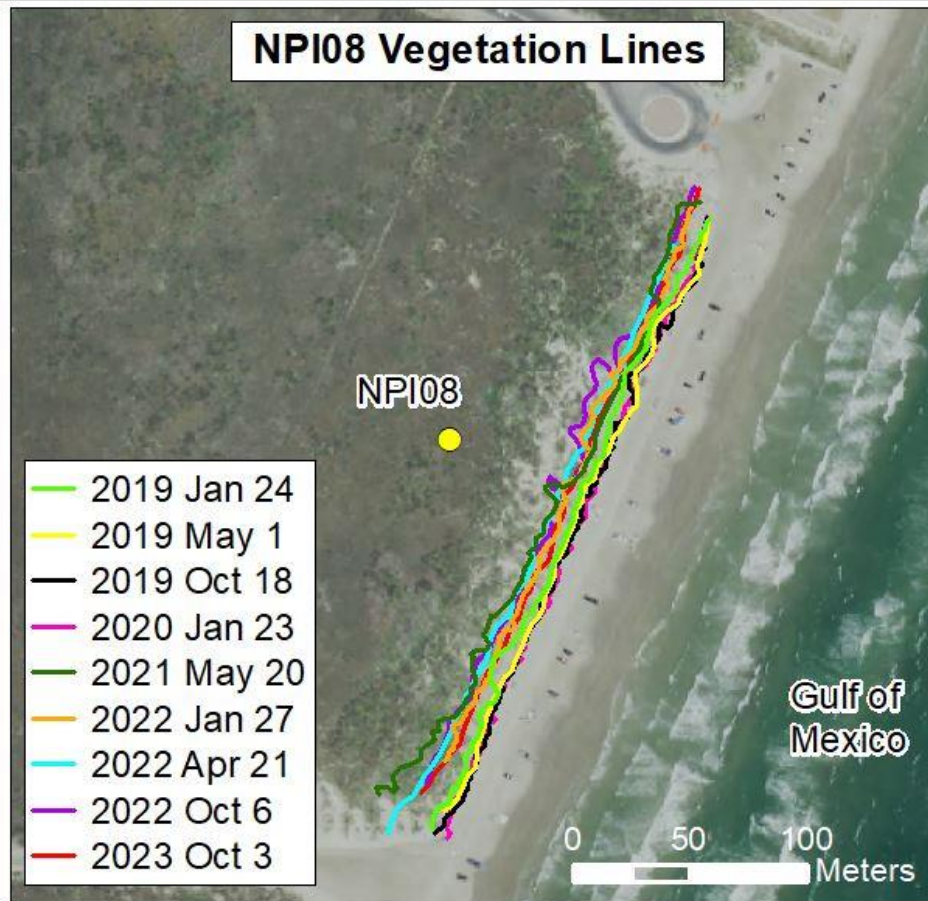 NPI08 Vegetation Lines
NPI08
2019 Jan 24
2019 May 1
2019 Oct 18
2020 Jan 23
2021 May 20
2022 Jan 27
2022 Apr 21
2022 Oct 6
2023 Oct 3
Gulf of
Mexico
0 50 100
Meters